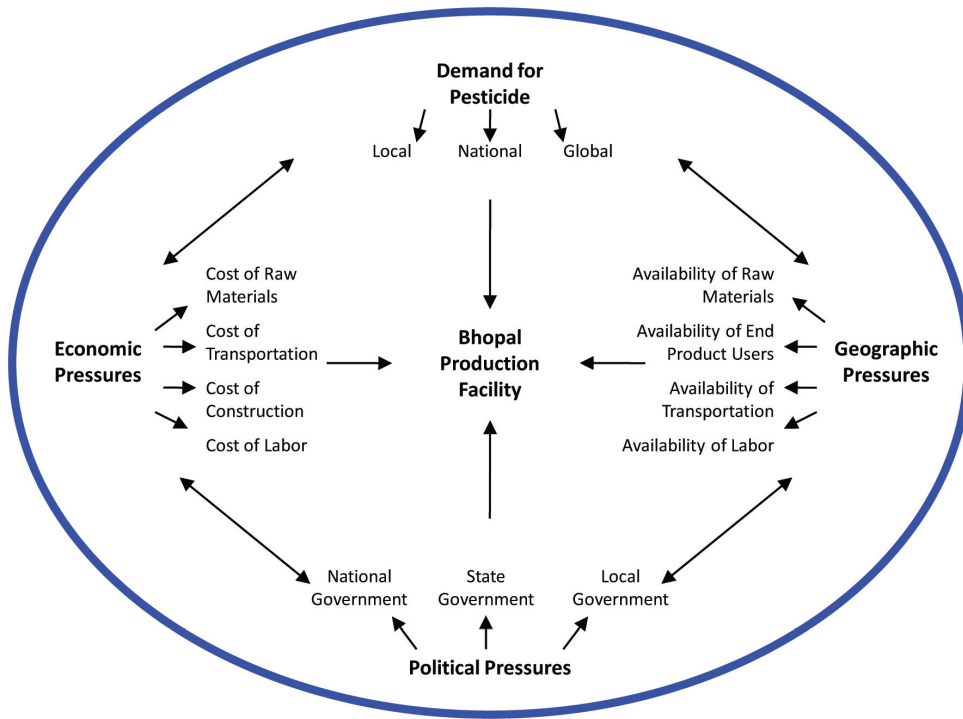 Demand for
Pesticide
Local
National
Global
Cost of Raw
Materials
Cost of
Transportation
Cost of
Construction
Cost of Labor
Economic
Pressures
Bhopal
Production
Facility
Availability of Raw
Materials
Availability of End
Product Users
Availability of
Transportation
Availability of Labor
Geographic
Pressures
National
Government
State
Government
Local
Government
Political Pressures